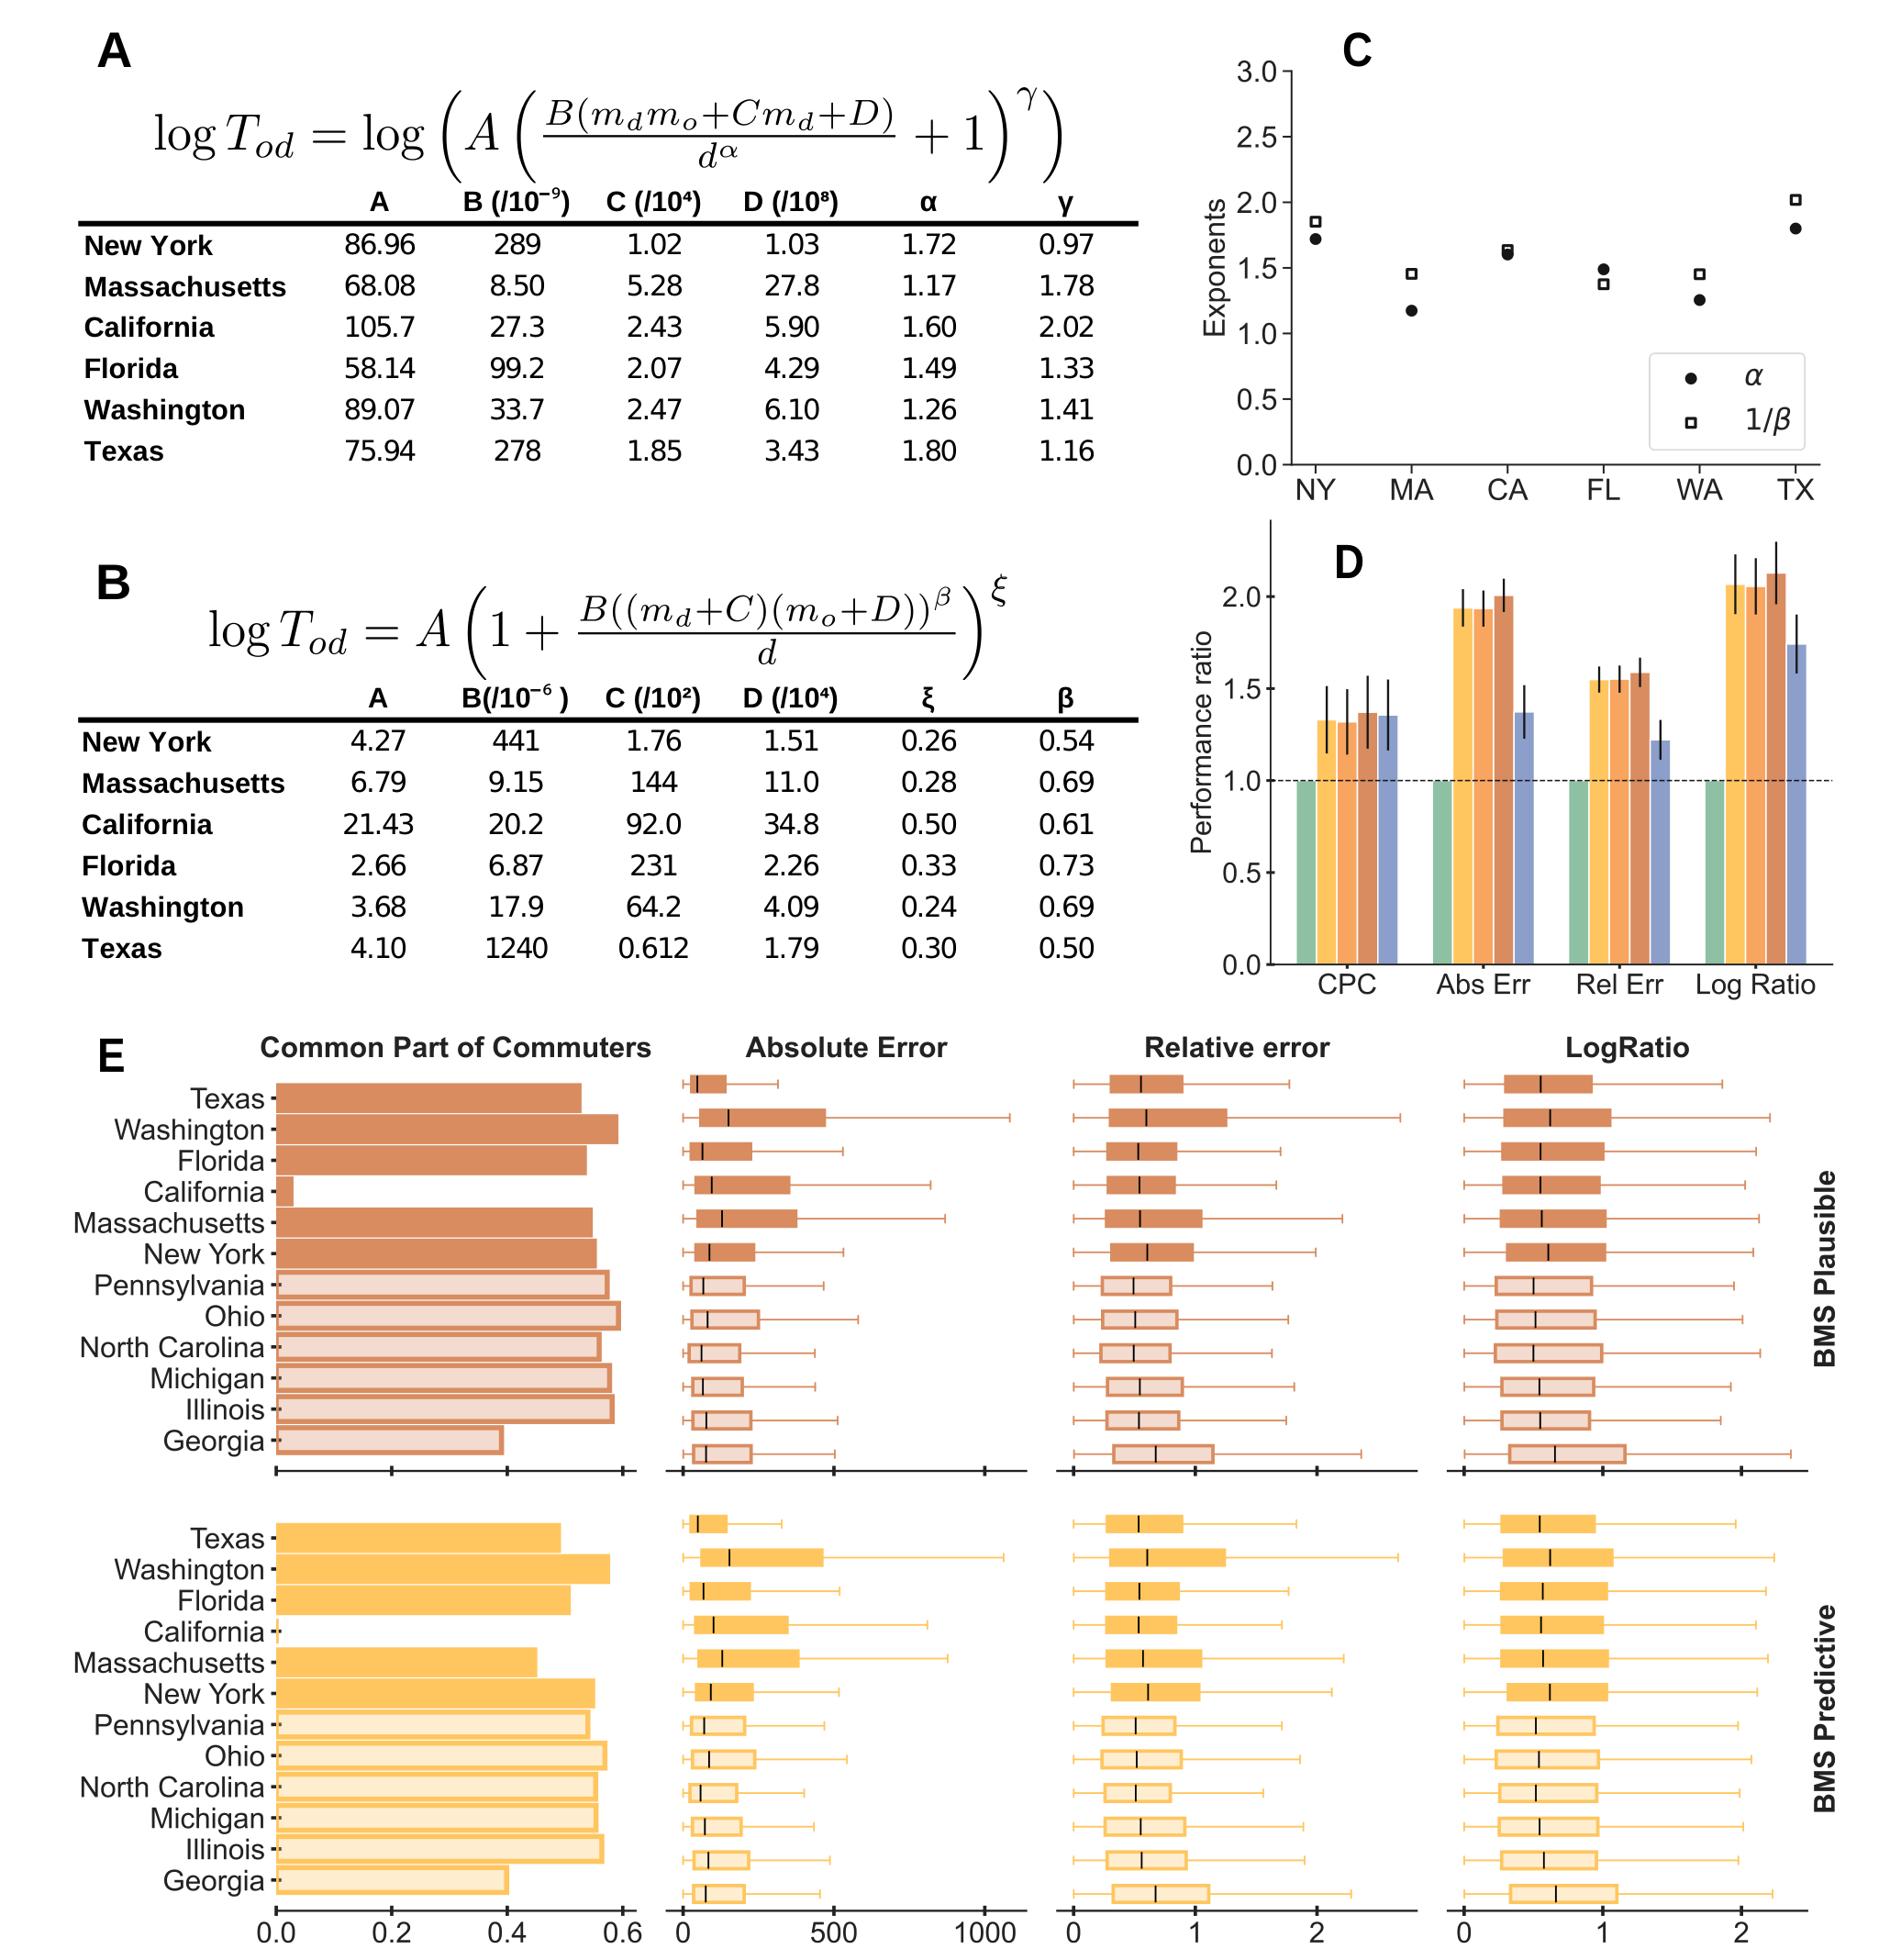 A
log T_od = log (A (B(m_d m_o+Cm_d+D) / d^α + 1)^γ)
A B (/10⁻⁹) C (/10⁴) D (/10⁸) α γ
New York 86.96 289 1.02 1.03 1.72 0.97
Massachusetts 68.08 8.50 5.28 27.8 1.17 1.78
California 105.7 27.3 2.43 5.90 1.60 2.02
Florida 58.14 99.2 2.07 4.29 1.49 1.33
Washington 89.07 33.7 2.47 6.10 1.26 1.41
Texas 75.94 278 1.85 3.43 1.80 1.16
B
log T_od = A (1 + B((m_d+C)(m_o+D))^β / d)^ξ
A B(/10⁻⁶ ) C (/10²) D (/10⁴) ξ β
New York 4.27 441 1.76 1.51 0.26 0.54
Massachusetts 6.79 9.15 144 11.0 0.28 0.69
California 21.43 20.2 92.0 34.8 0.50 0.61
Florida 2.66 6.87 231 2.26 0.33 0.73
Washington 3.68 17.9 64.2 4.09 0.24 0.69
Texas 4.10 1240 0.612 1.79 0.30 0.50
C
3.0
2.5
2.0
1.5
1.0
0.5
0.0
Exponents
α
1/β
NY MA CA FL WA TX
D
2.0
1.5
1.0
0.5
0.0
Performance ratio
CPC Abs Err Rel Err Log Ratio
E
Common Part of Commuters Absolute Error Relative error LogRatio
Texas
Washington
Florida
California
Massachusetts
New York
Pennsylvania
Ohio
North Carolina
Michigan
Illinois
Georgia
BMS Plausible
Texas
Washington
Florida
California
Massachusetts
New York
Pennsylvania
Ohio
North Carolina
Michigan
Illinois
Georgia
BMS Predictive
0.0 0.2 0.4 0.6 0 500 1000 0 1 2 0 1 2